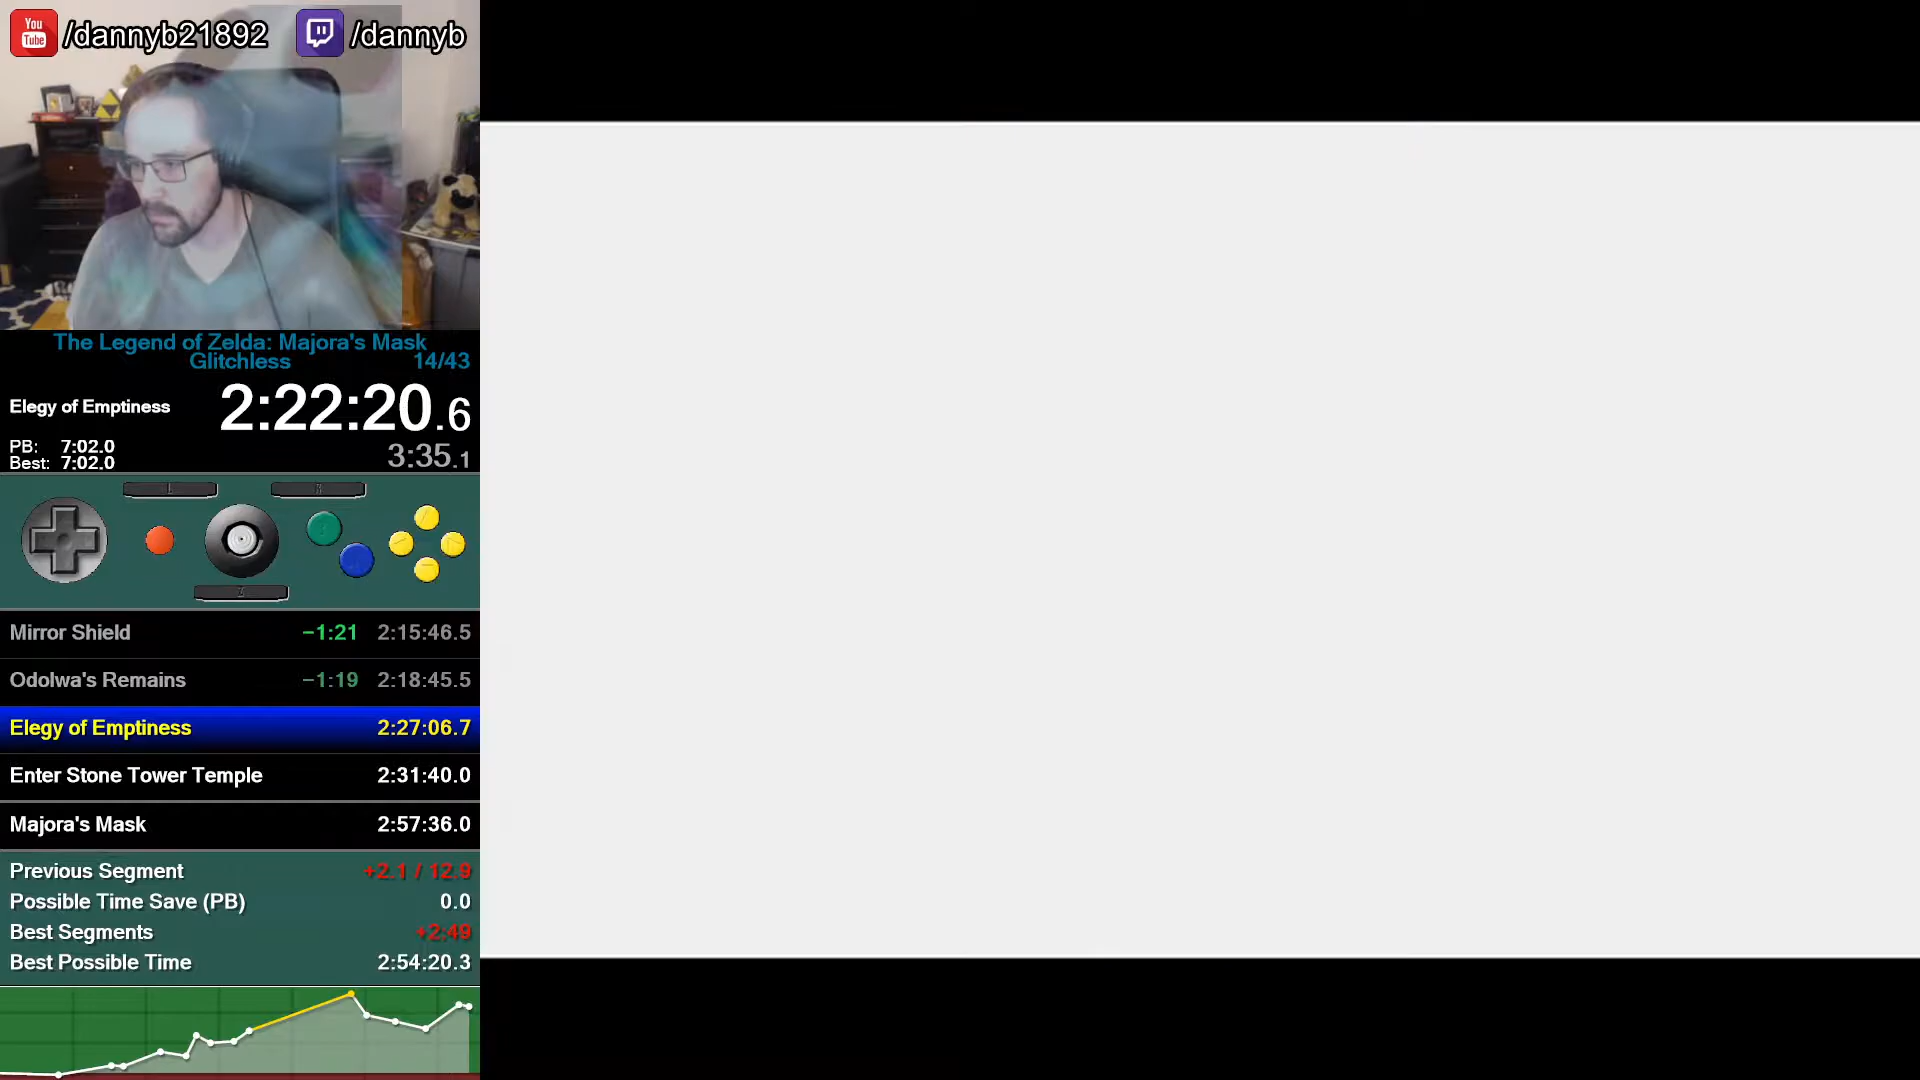 You Tube /dannyb21892 /dannyb
The Legend of Zelda: Majora's Mask
Glitchless 14/43
Elegy of Emptiness 2:22:20.6
PB: 7:02.0
Best: 7:02.0 3:35.1
Mirror Shield −1:21 2:15:46.5
Odolwa's Remains −1:19 2:18:45.5
Elegy of Emptiness 2:27:06.7
Enter Stone Tower Temple 2:31:40.0
Majora's Mask 2:57:36.0
Previous Segment +2.1 / 12.9
Possible Time Save (PB) 0.0
Best Segments +2:49
Best Possible Time 2:54:20.3